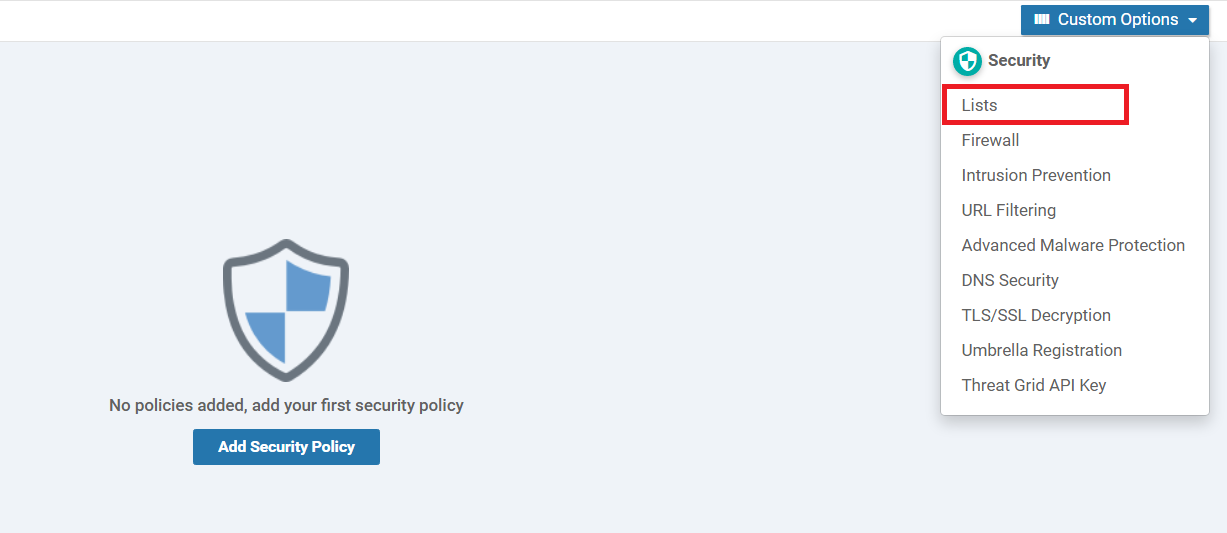 Custom Options
Security
Lists
Firewall
Intrusion Prevention
URL Filtering
Advanced Malware Protection
DNS Security
TLS/SSL Decryption
Umbrella Registration
Threat Grid API Key
No policies added, add your first security policy
Add Security Policy